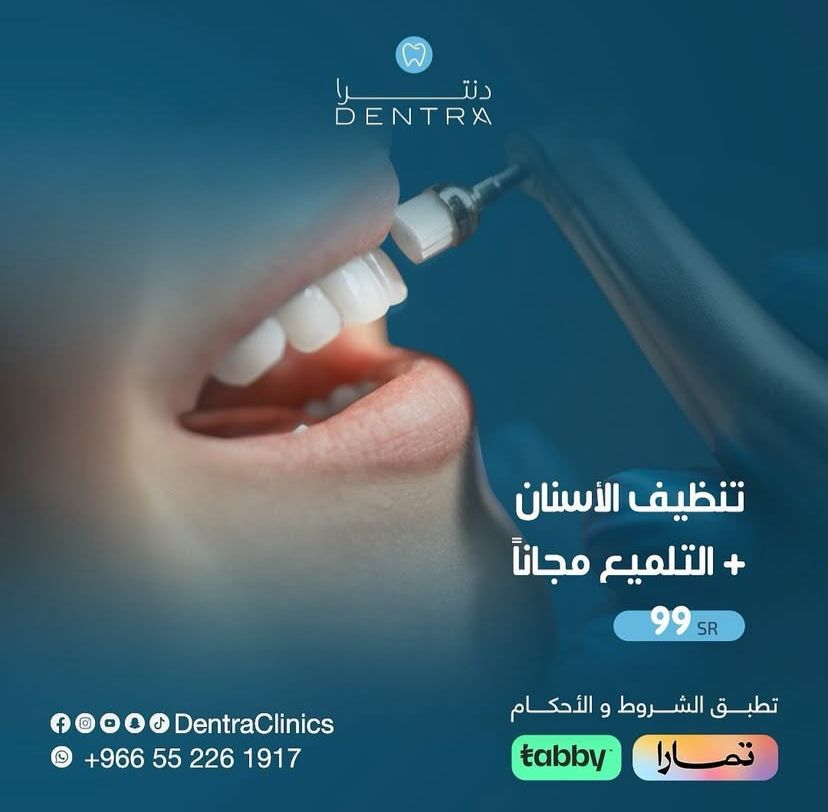 دنترا
DENTRA
تنظيف الأسنان
+ التلميع مجاناً
99 SR
تطبق الشروط و الأحكام
DentraClinics
+966 55 226 1917
tabby
تمارا